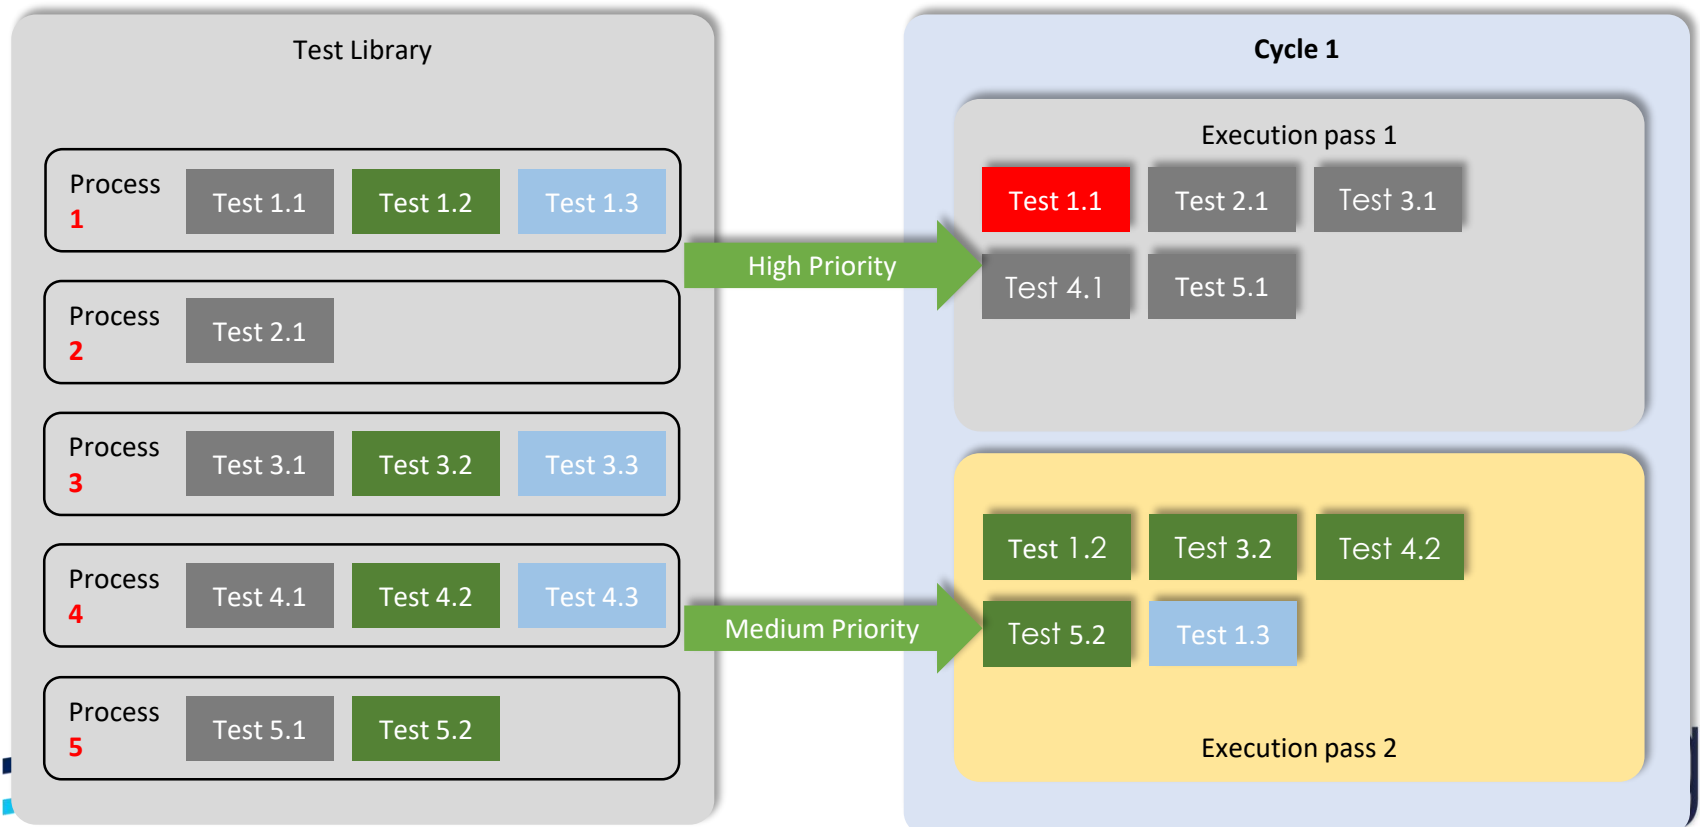 Test Library
Process
1
Test 1.1
Test 1.2
Test 1.3
Process
2
Test 2.1
Process
3
Test 3.1
Test 3.2
Test 3.3
Process
4
Test 4.1
Test 4.2
Test 4.3
Process
5
Test 5.1
Test 5.2
High Priority
Medium Priority
Cycle 1
Execution pass 1
Test 1.1
Test 2.1
Test 3.1
Test 4.1
Test 5.1
Test 1.2
Test 3.2
Test 4.2
Test 5.2
Test 1.3
Execution pass 2